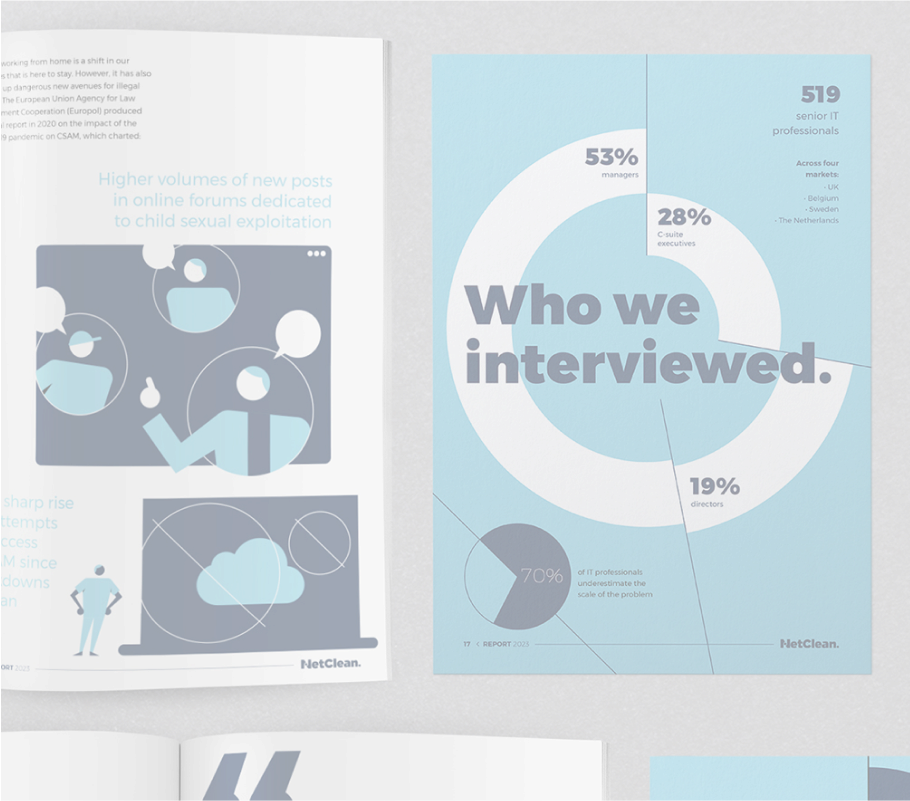 working from home is a shift in our
s that is here to stay. However, it has also
up dangerous new avenues for illegal
The European Union Agency for Law
ment Cooperation (Europol) produced
report in 2020 on the impact of the
19 pandemic on CSAM, which charted:
Higher volumes of new posts
in online forums dedicated
to child sexual exploitation
sharp rise
ttempts
ccess
M since
downs
an
ORT 2023
NetClean.
519
senior IT
professionals
Across four
markets:
- UK
- Belgium
- Sweden
- The Netherlands
53%
managers
28%
C-suite
executives
Who we
interviewed.
19%
directors
70%
of IT professionals
underestimate the
scale of the problem
IT < REPORT 2023
NetClean.
“